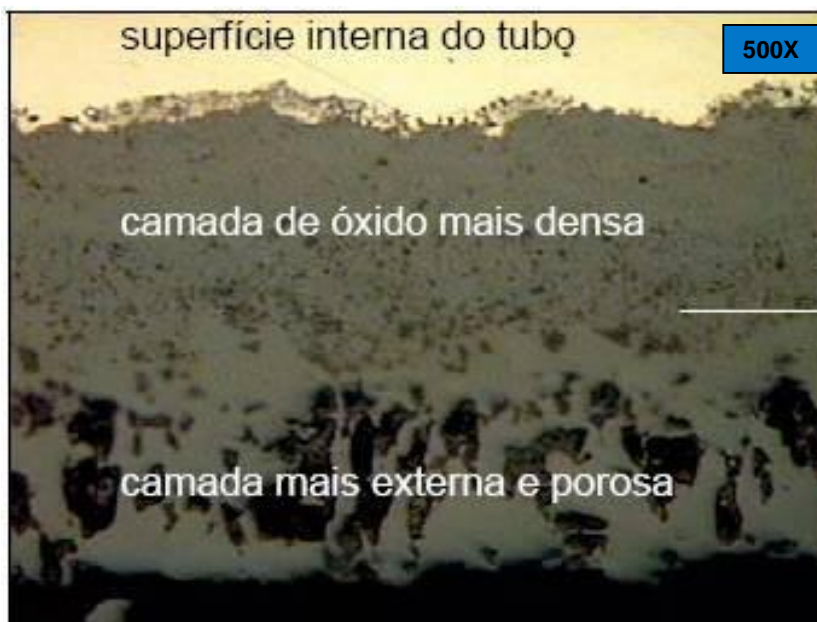 superfície interna do tubo
500X
camada de óxido mais densa
camada mais externa e porosa